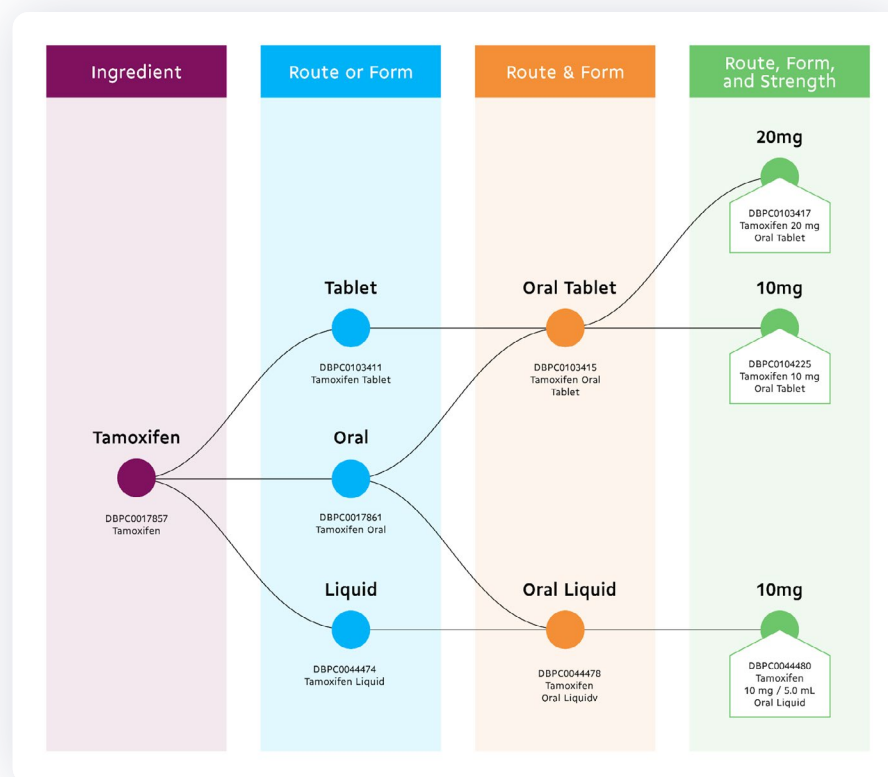 Ingredient
Route or Form
Route & Form
Route, Form,
and Strength
20mg
DBPC0103417
Tamoxifen 20 mg
Oral Tablet
Tablet
DBPC0103411
Tamoxifen Tablet
Oral Tablet
DBPC0103415
Tamoxifen Oral
Tablet
10mg
DBPC0104225
Tamoxifen 10 mg
Oral Tablet
Tamoxifen
DBPC0017857
Tamoxifen
Oral
DBPC0017861
Tamoxifen Oral
Liquid
DBPC0044474
Tamoxifen Liquid
Oral Liquid
DBPC0044478
Tamoxifen
Oral Liquidv
10mg
DBPC0044480
Tamoxifen
10 mg / 5.0 mL
Oral Liquid